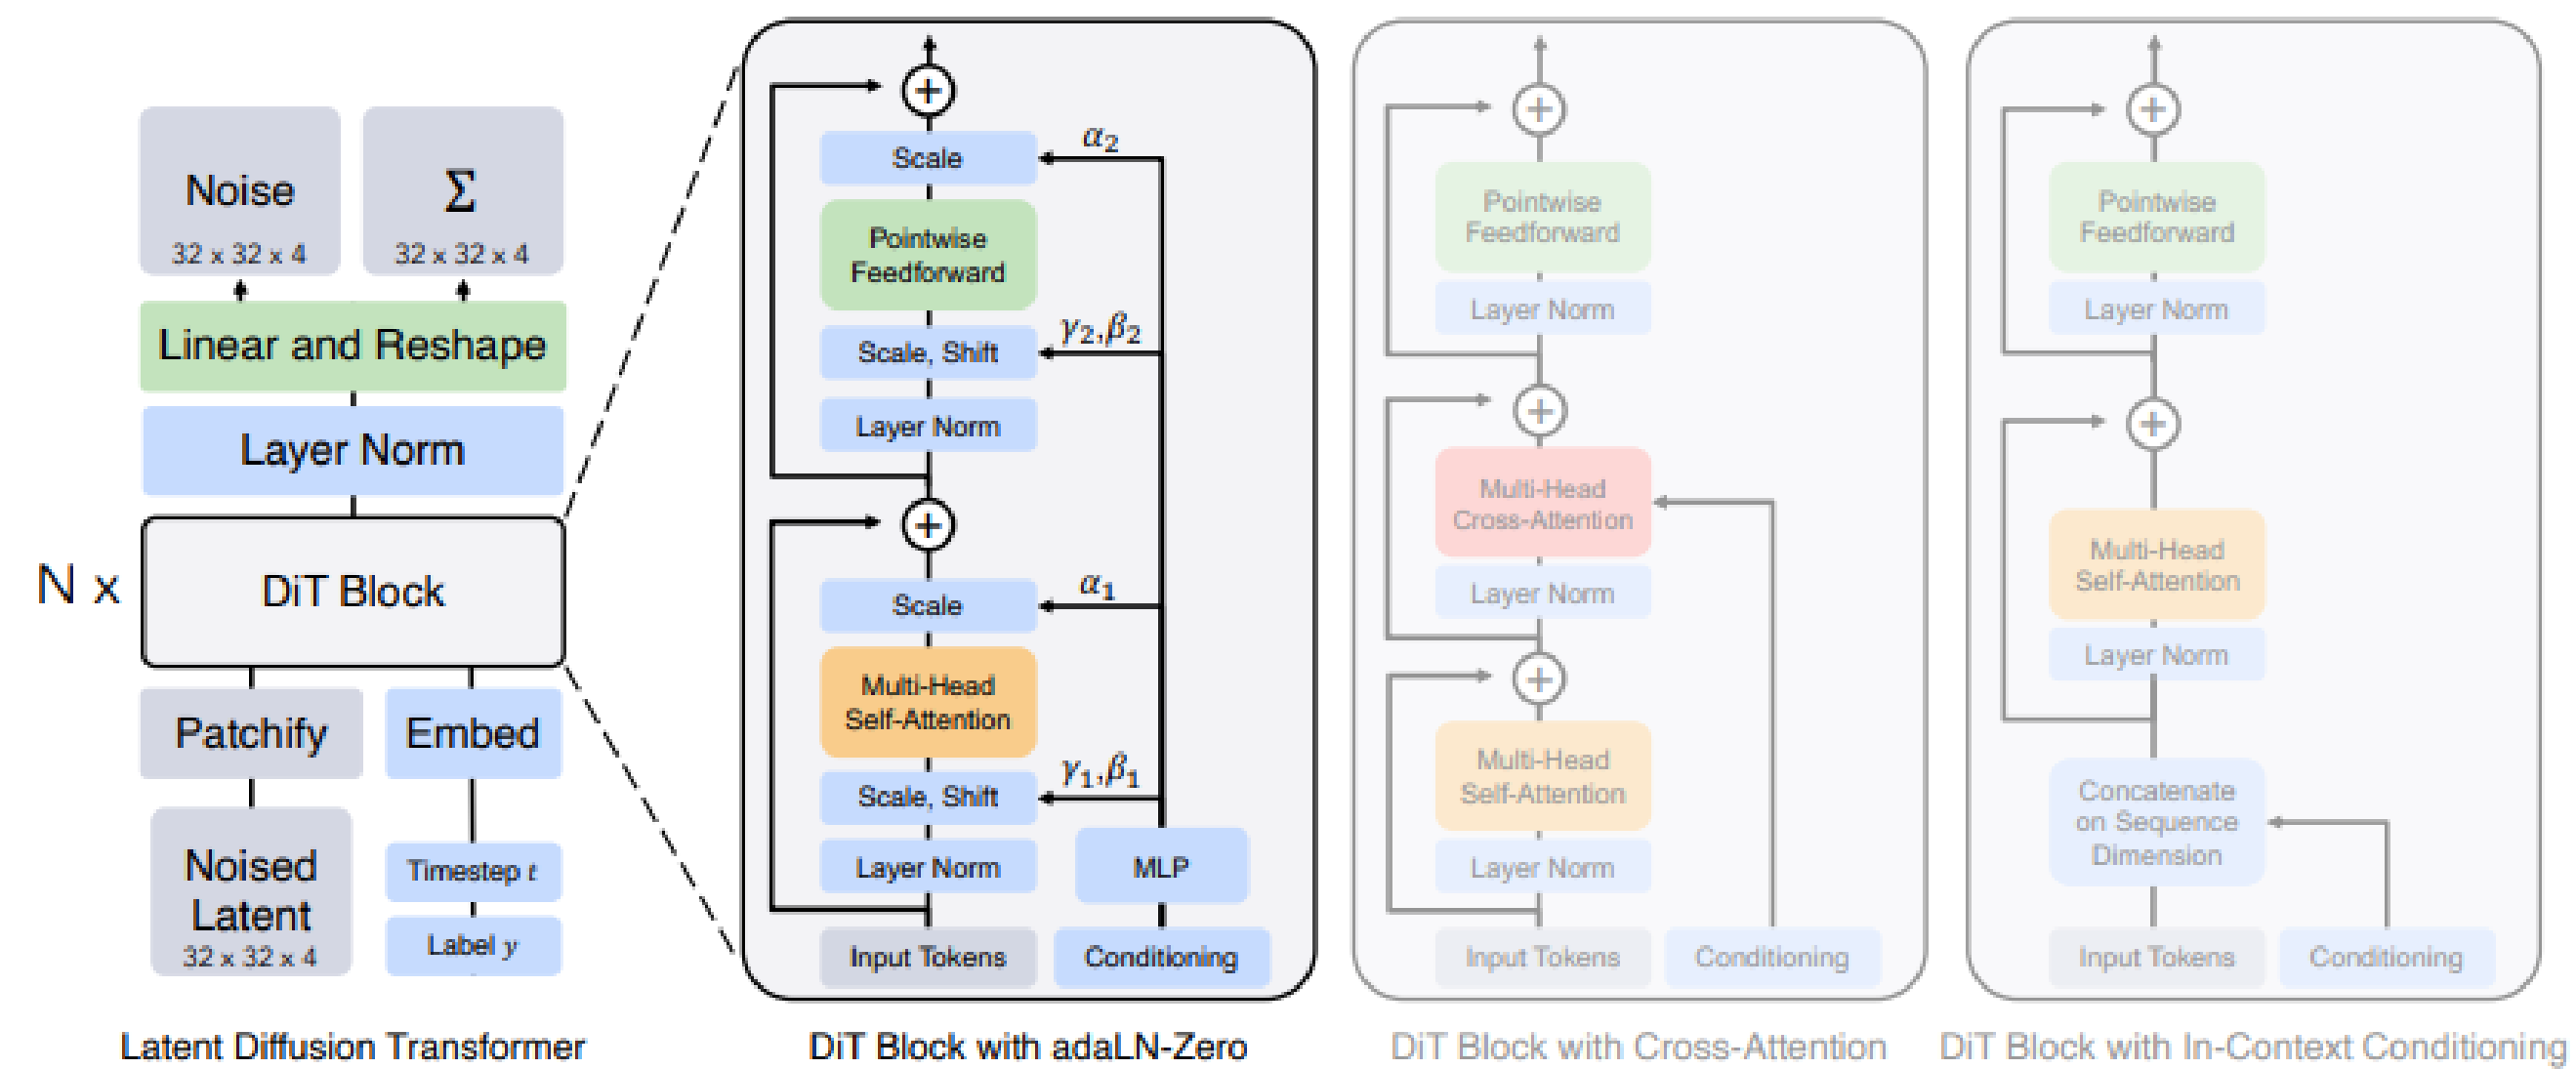 Noise
32 x 32 x 4
Σ
32 x 32 x 4
Linear and Reshape
Layer Norm
N x
DiT Block
Patchify
Embed
Noised
Latent
32 x 32 x 4
Timestep t
Label y
Latent Diffusion Transformer
+
α₂
Scale
Pointwise
Feedforward
γ₂,β₂
Scale, Shift
Layer Norm
+
α₁
Scale
Multi-Head
Self-Attention
γ₁,β₁
Scale, Shift
Layer Norm
MLP
Input Tokens
Conditioning
DiT Block with adaLN-Zero
+
Pointwise
Feedforward
Layer Norm
+
Multi-Head
Cross-Attention
Layer Norm
+
Multi-Head
Self-Attention
Layer Norm
Input Tokens
Conditioning
DiT Block with Cross-Attention
+
Pointwise
Feedforward
Layer Norm
+
Multi-Head
Self-Attention
Layer Norm
Concatenate
on Sequence
Dimension
Input Tokens
Conditioning
DiT Block with In-Context Conditioning